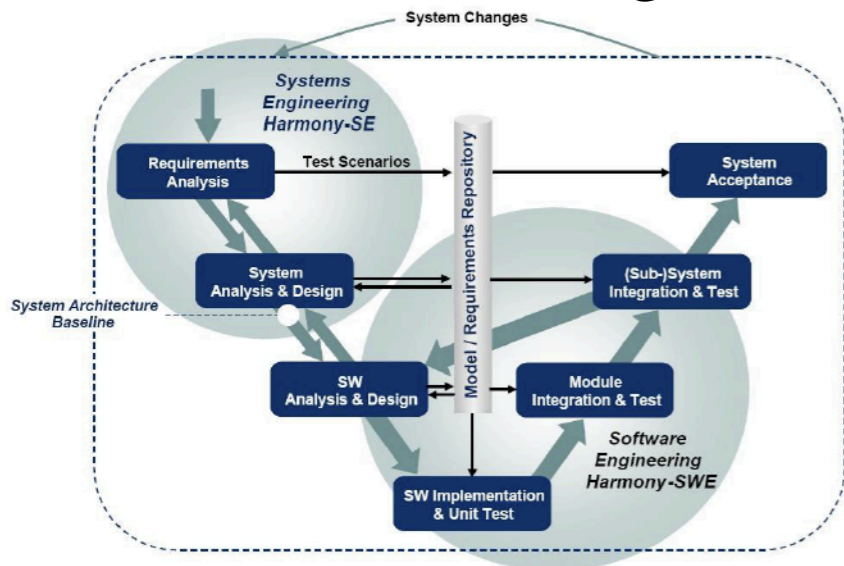 System Changes
Systems
Engineering
Harmony-SE
Requirements
Analysis
Test Scenarios
Model / Requirements Repository
System
Acceptance
System
Analysis & Design
(Sub-)System
Integration & Test
System Architecture
Baseline
SW
Analysis & Design
Module
Integration & Test
Software
Engineering
Harmony-SWE
SW Implementation
& Unit Test